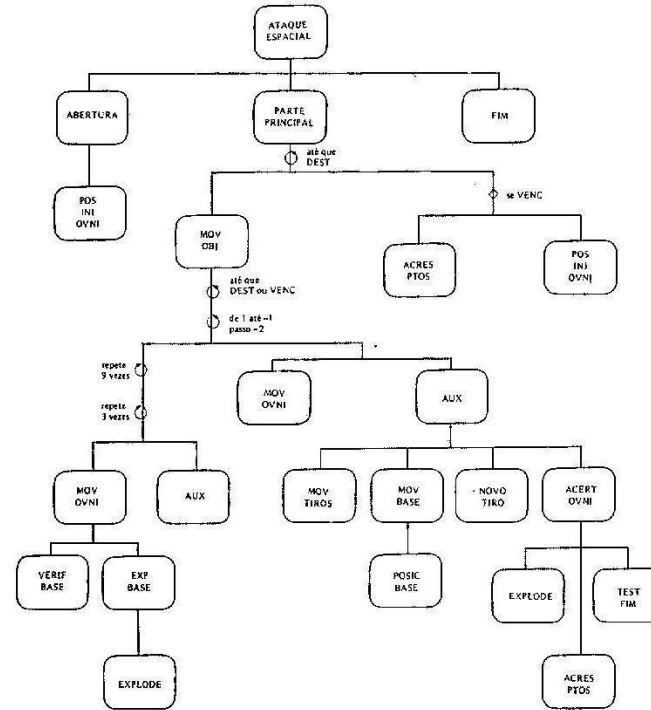 ATAQUE
ESPACIAL
ABERTURA
PARTE
PRINCIPAL
FIM
até que
DEST
POS
INI
OVNI
se VENC
MOV
OBJ
ACRES
PTOS
POS
INI
OVNI
até que
DEST ou VENC
de 1 até -1
passo -2
repete
9 vezes
MOV
OVNI
AUX
repete
3 vezes
MOV
OVNI
AUX
MOV
TIROS
MOV
BASE
NOVO
TIRO
ACERT
OVNI
VERIF
BASE
EXP
BASE
POSIC
BASE
EXPLODE
TEST
FIM
EXPLODE
ACRES
PTOS